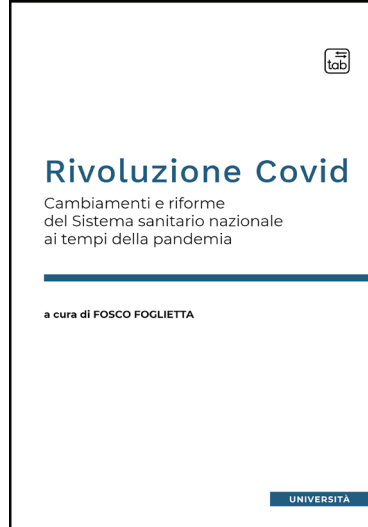 tab
Rivoluzione Covid
Cambiamenti e riforme
del Sistema sanitario nazionale
ai tempi della pandemia
a cura di FOSCO FOGLIETTA
UNIVERSITÀ